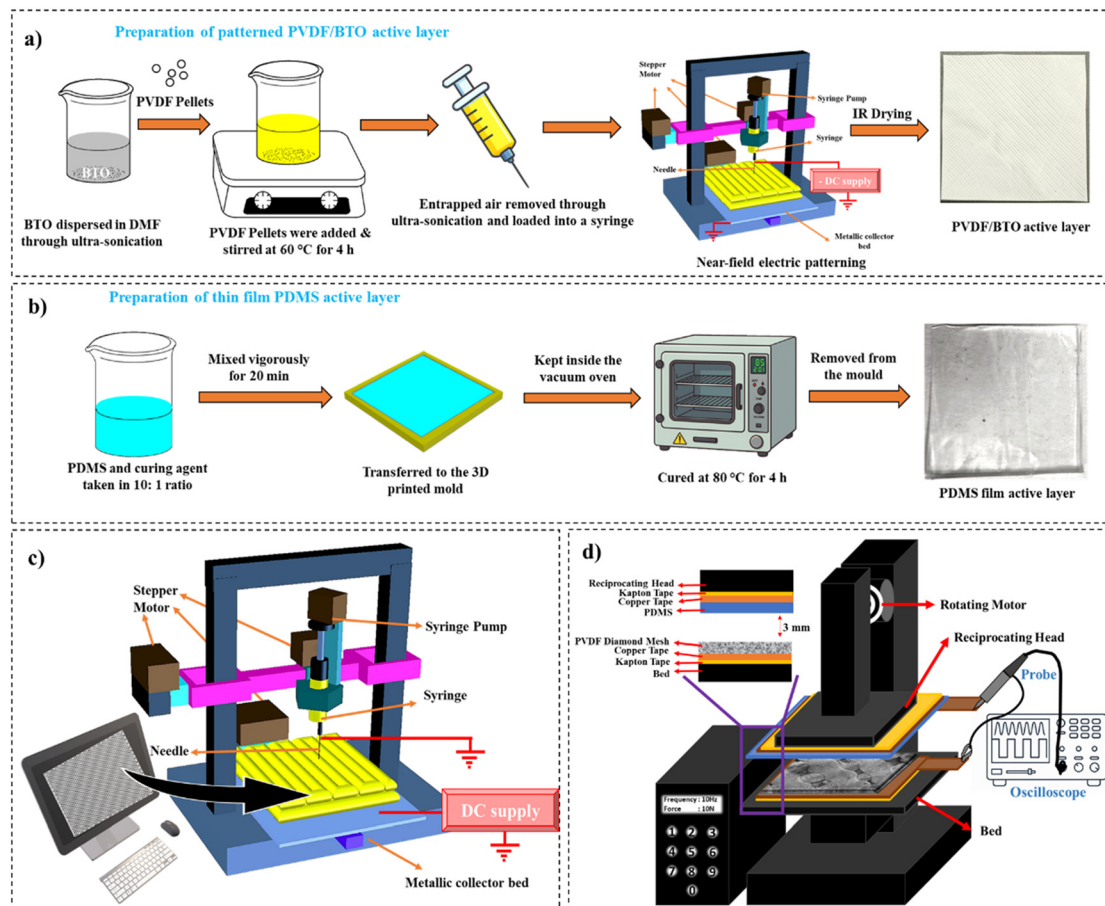 a)
Preparation of patterned PVDF/BTO active layer
PVDF Pellets
BTO
BTO dispersed in DMF
through ultra-sonication
PVDF Pellets were added &
stirred at 60 °C for 4 h
Entrapped air removed through
ultra-sonication and loaded into a syringe
Stepper
Motor
Syringe Pump
Syringe
Needle
- DC supply
Metallic collector
bed
Near-field electric patterning
IR Drying
PVDF/BTO active layer
b)
Preparation of thin film PDMS active layer
PDMS and curing agent
taken in 10: 1 ratio
Mixed vigorously
for 20 min
Transferred to the 3D
printed mold
Kept inside the
vacuum oven
Cured at 80 °C for 4 h
Removed from
the mould
PDMS film active layer
c)
Stepper
Motor
Syringe Pump
Syringe
Needle
DC supply
Metallic collector bed
d)
Reciprocating Head
Kapton Tape
Copper Tape
PDMS
3 mm
PVDF Diamond Mesh
Copper Tape
Kapton Tape
Bed
Rotating Motor
Reciprocating Head
Probe
Oscilloscope
Bed
Frequency : 10Hz
Force : 10N
1 2 3
4 5 6
7 8 9
0